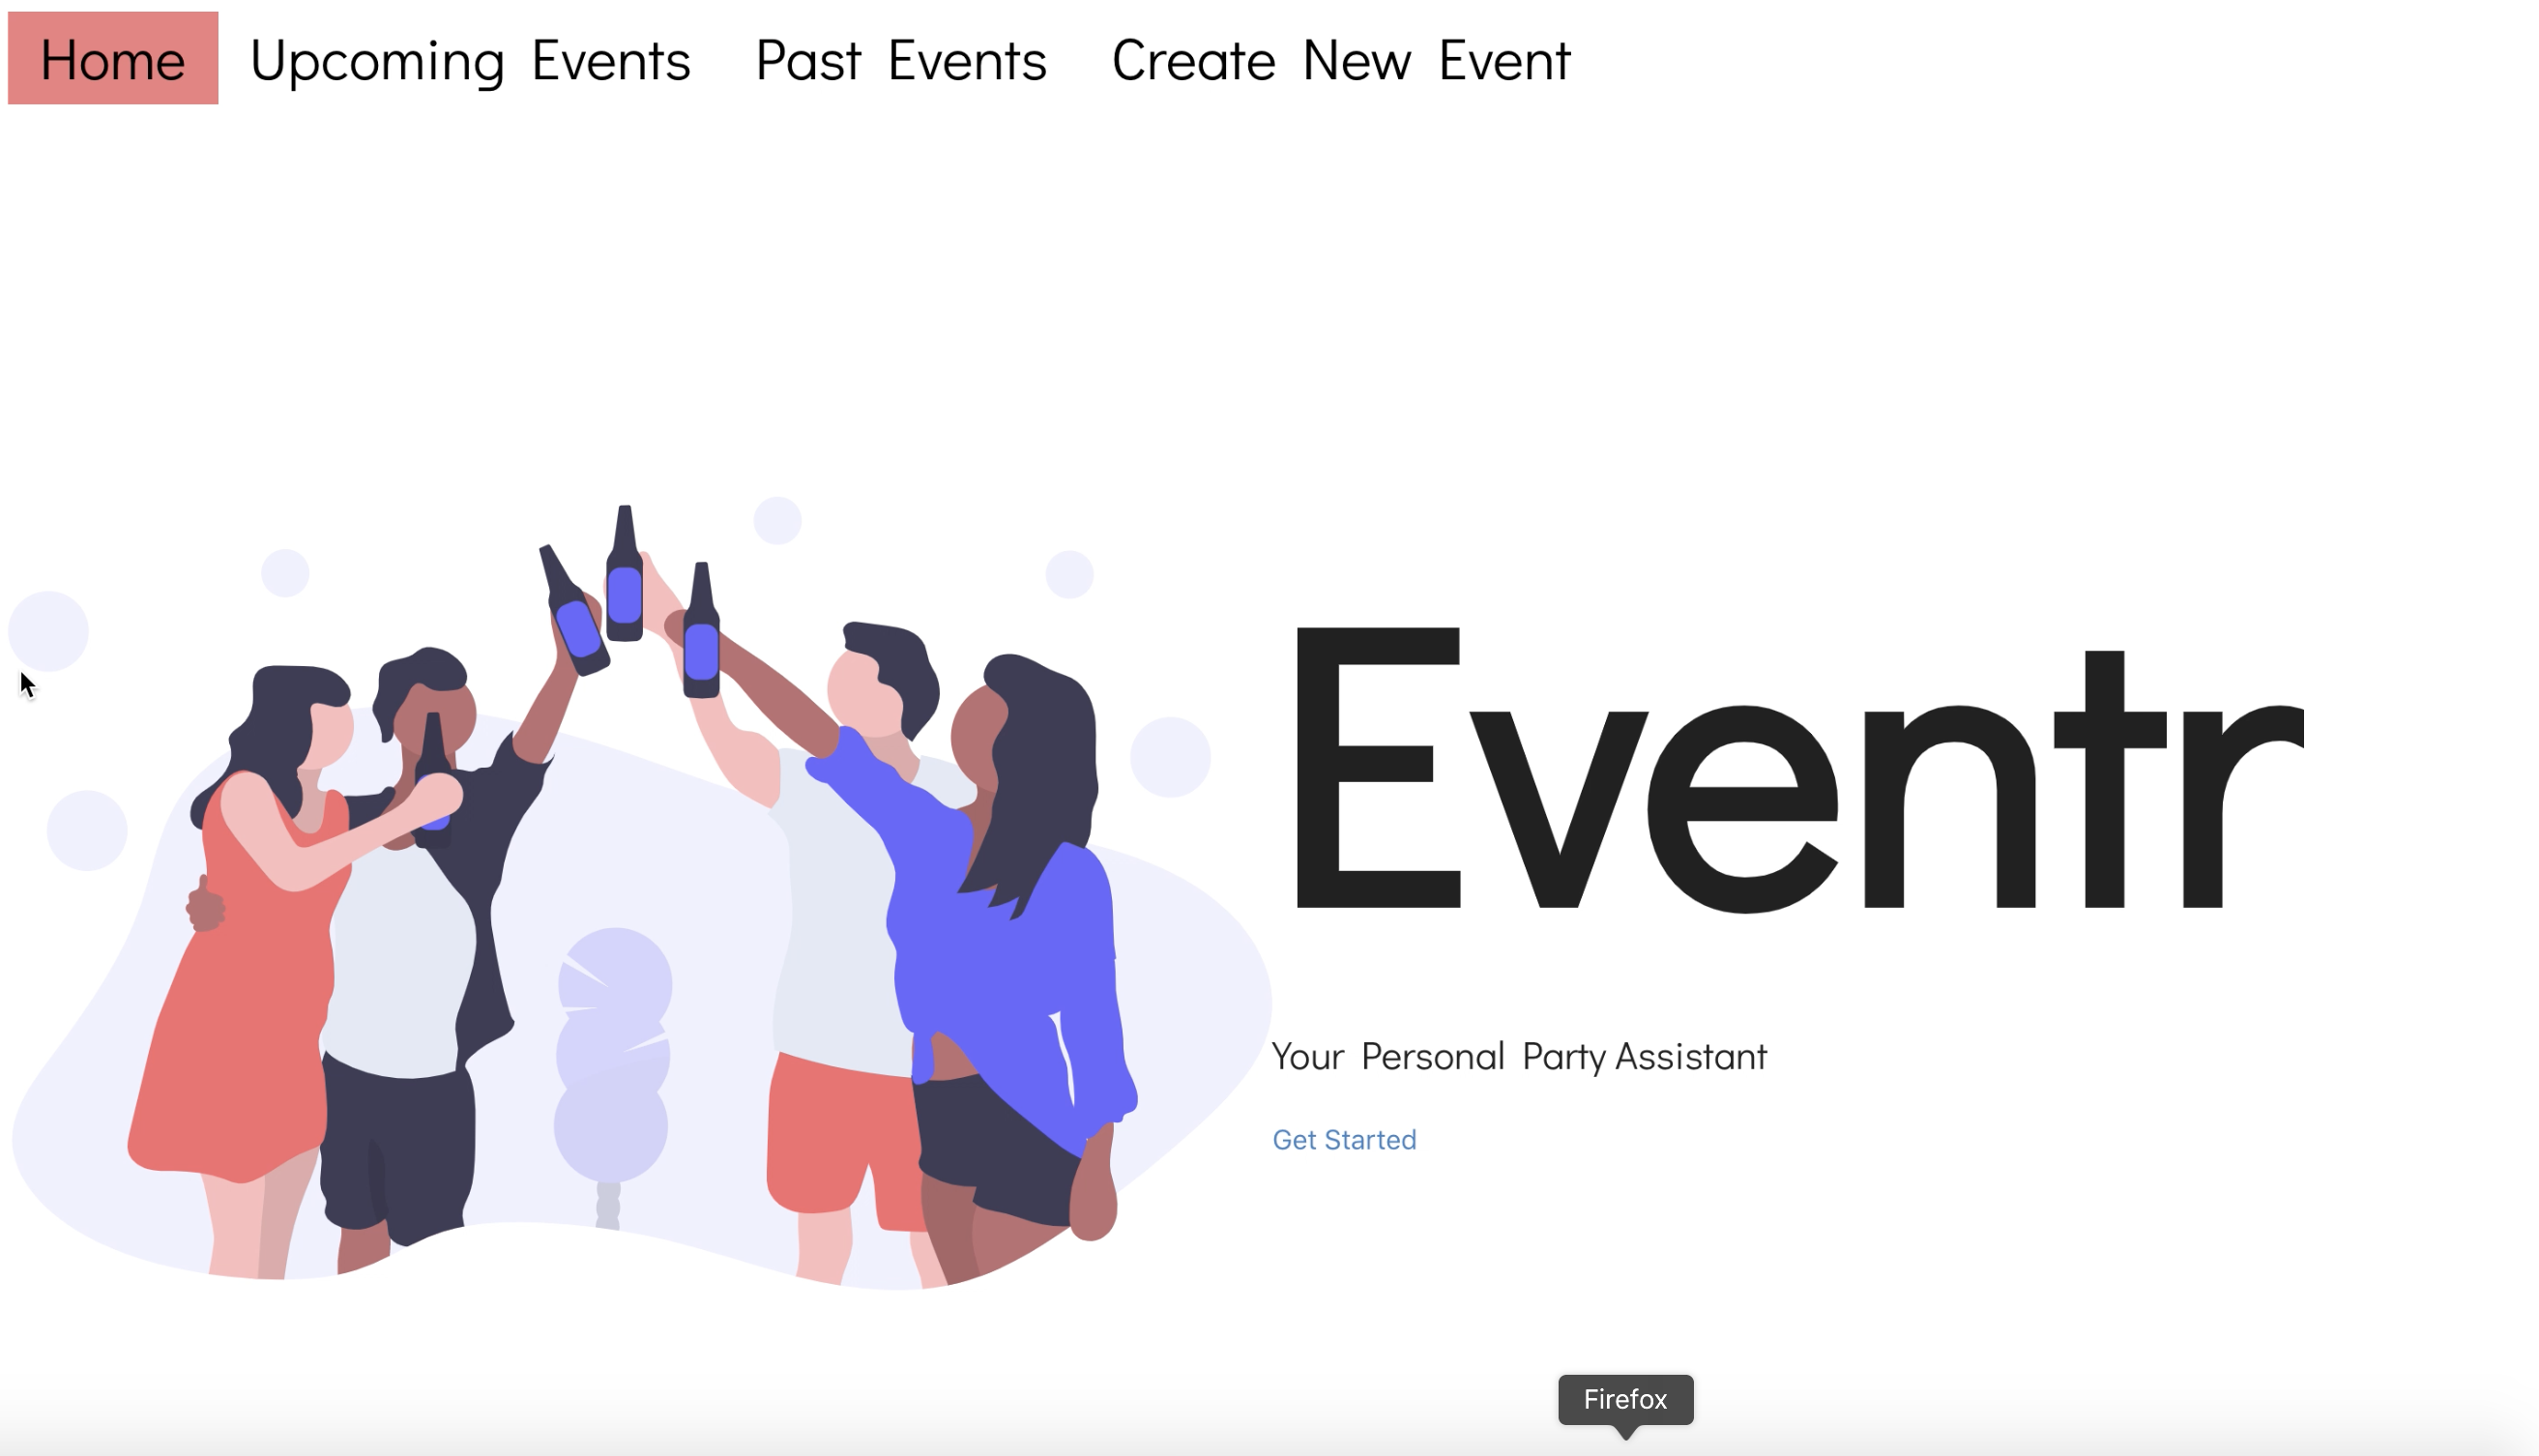 Home Upcoming Events Past Events Create New Event
Eventr
Your Personal Party Assistant
Get Started
Firefox